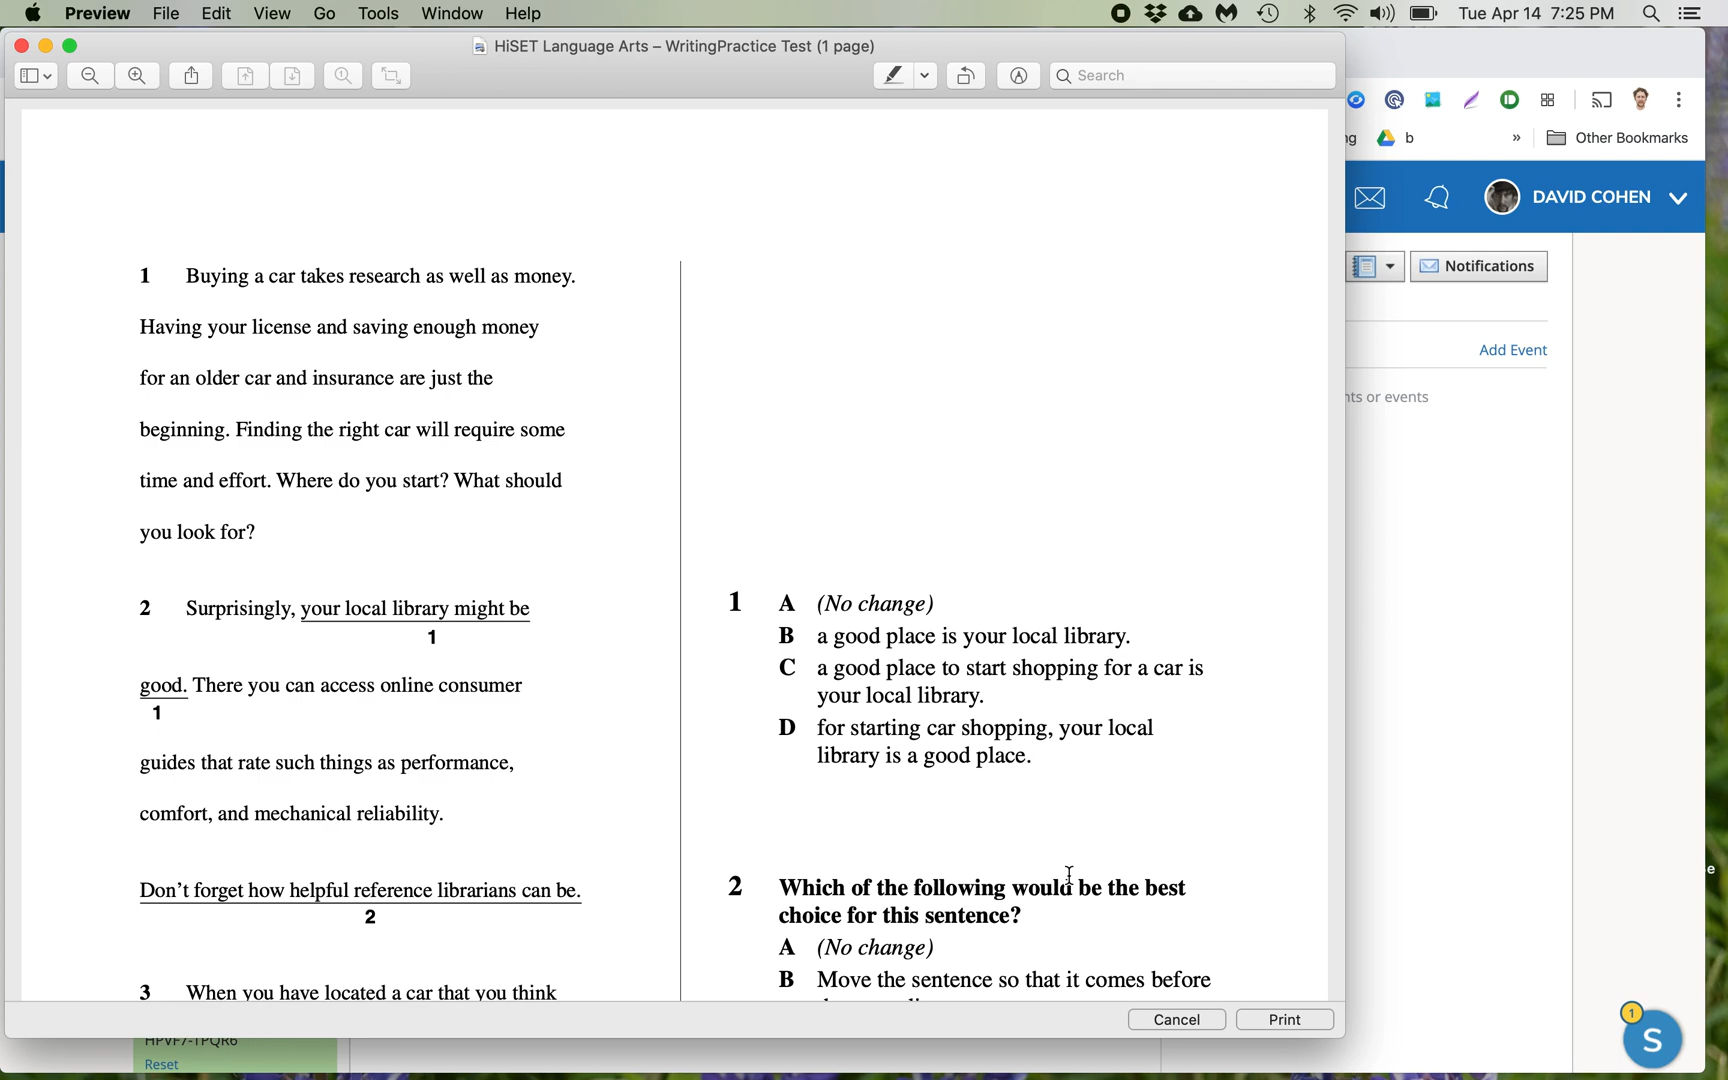 Preview File Edit View Go Tools Window Help Tue Apr 14 7:25 PM
HiSET Language Arts – WritingPractice Test (1 page)
Search
b » Other Bookmarks
DAVID COHEN
Notifications
Add Event
or events
1 Buying a car takes research as well as money.
Having your license and saving enough money
for an older car and insurance are just the
beginning. Finding the right car will require some
time and effort. Where do you start? What should
you look for?
2 Surprisingly, your local library might be
1
good. There you can access online consumer
1
guides that rate such things as performance,
comfort, and mechanical reliability.
Don’t forget how helpful reference librarians can be.
2
3 When you have located a car that you think
1 A (No change)
B a good place is your local library.
C a good place to start shopping for a car is
your local library.
D for starting car shopping, your local
library is a good place.
2 Which of the following would be the best
choice for this sentence?
A (No change)
B Move the sentence so that it comes before
Cancel Print
Reset
1
S